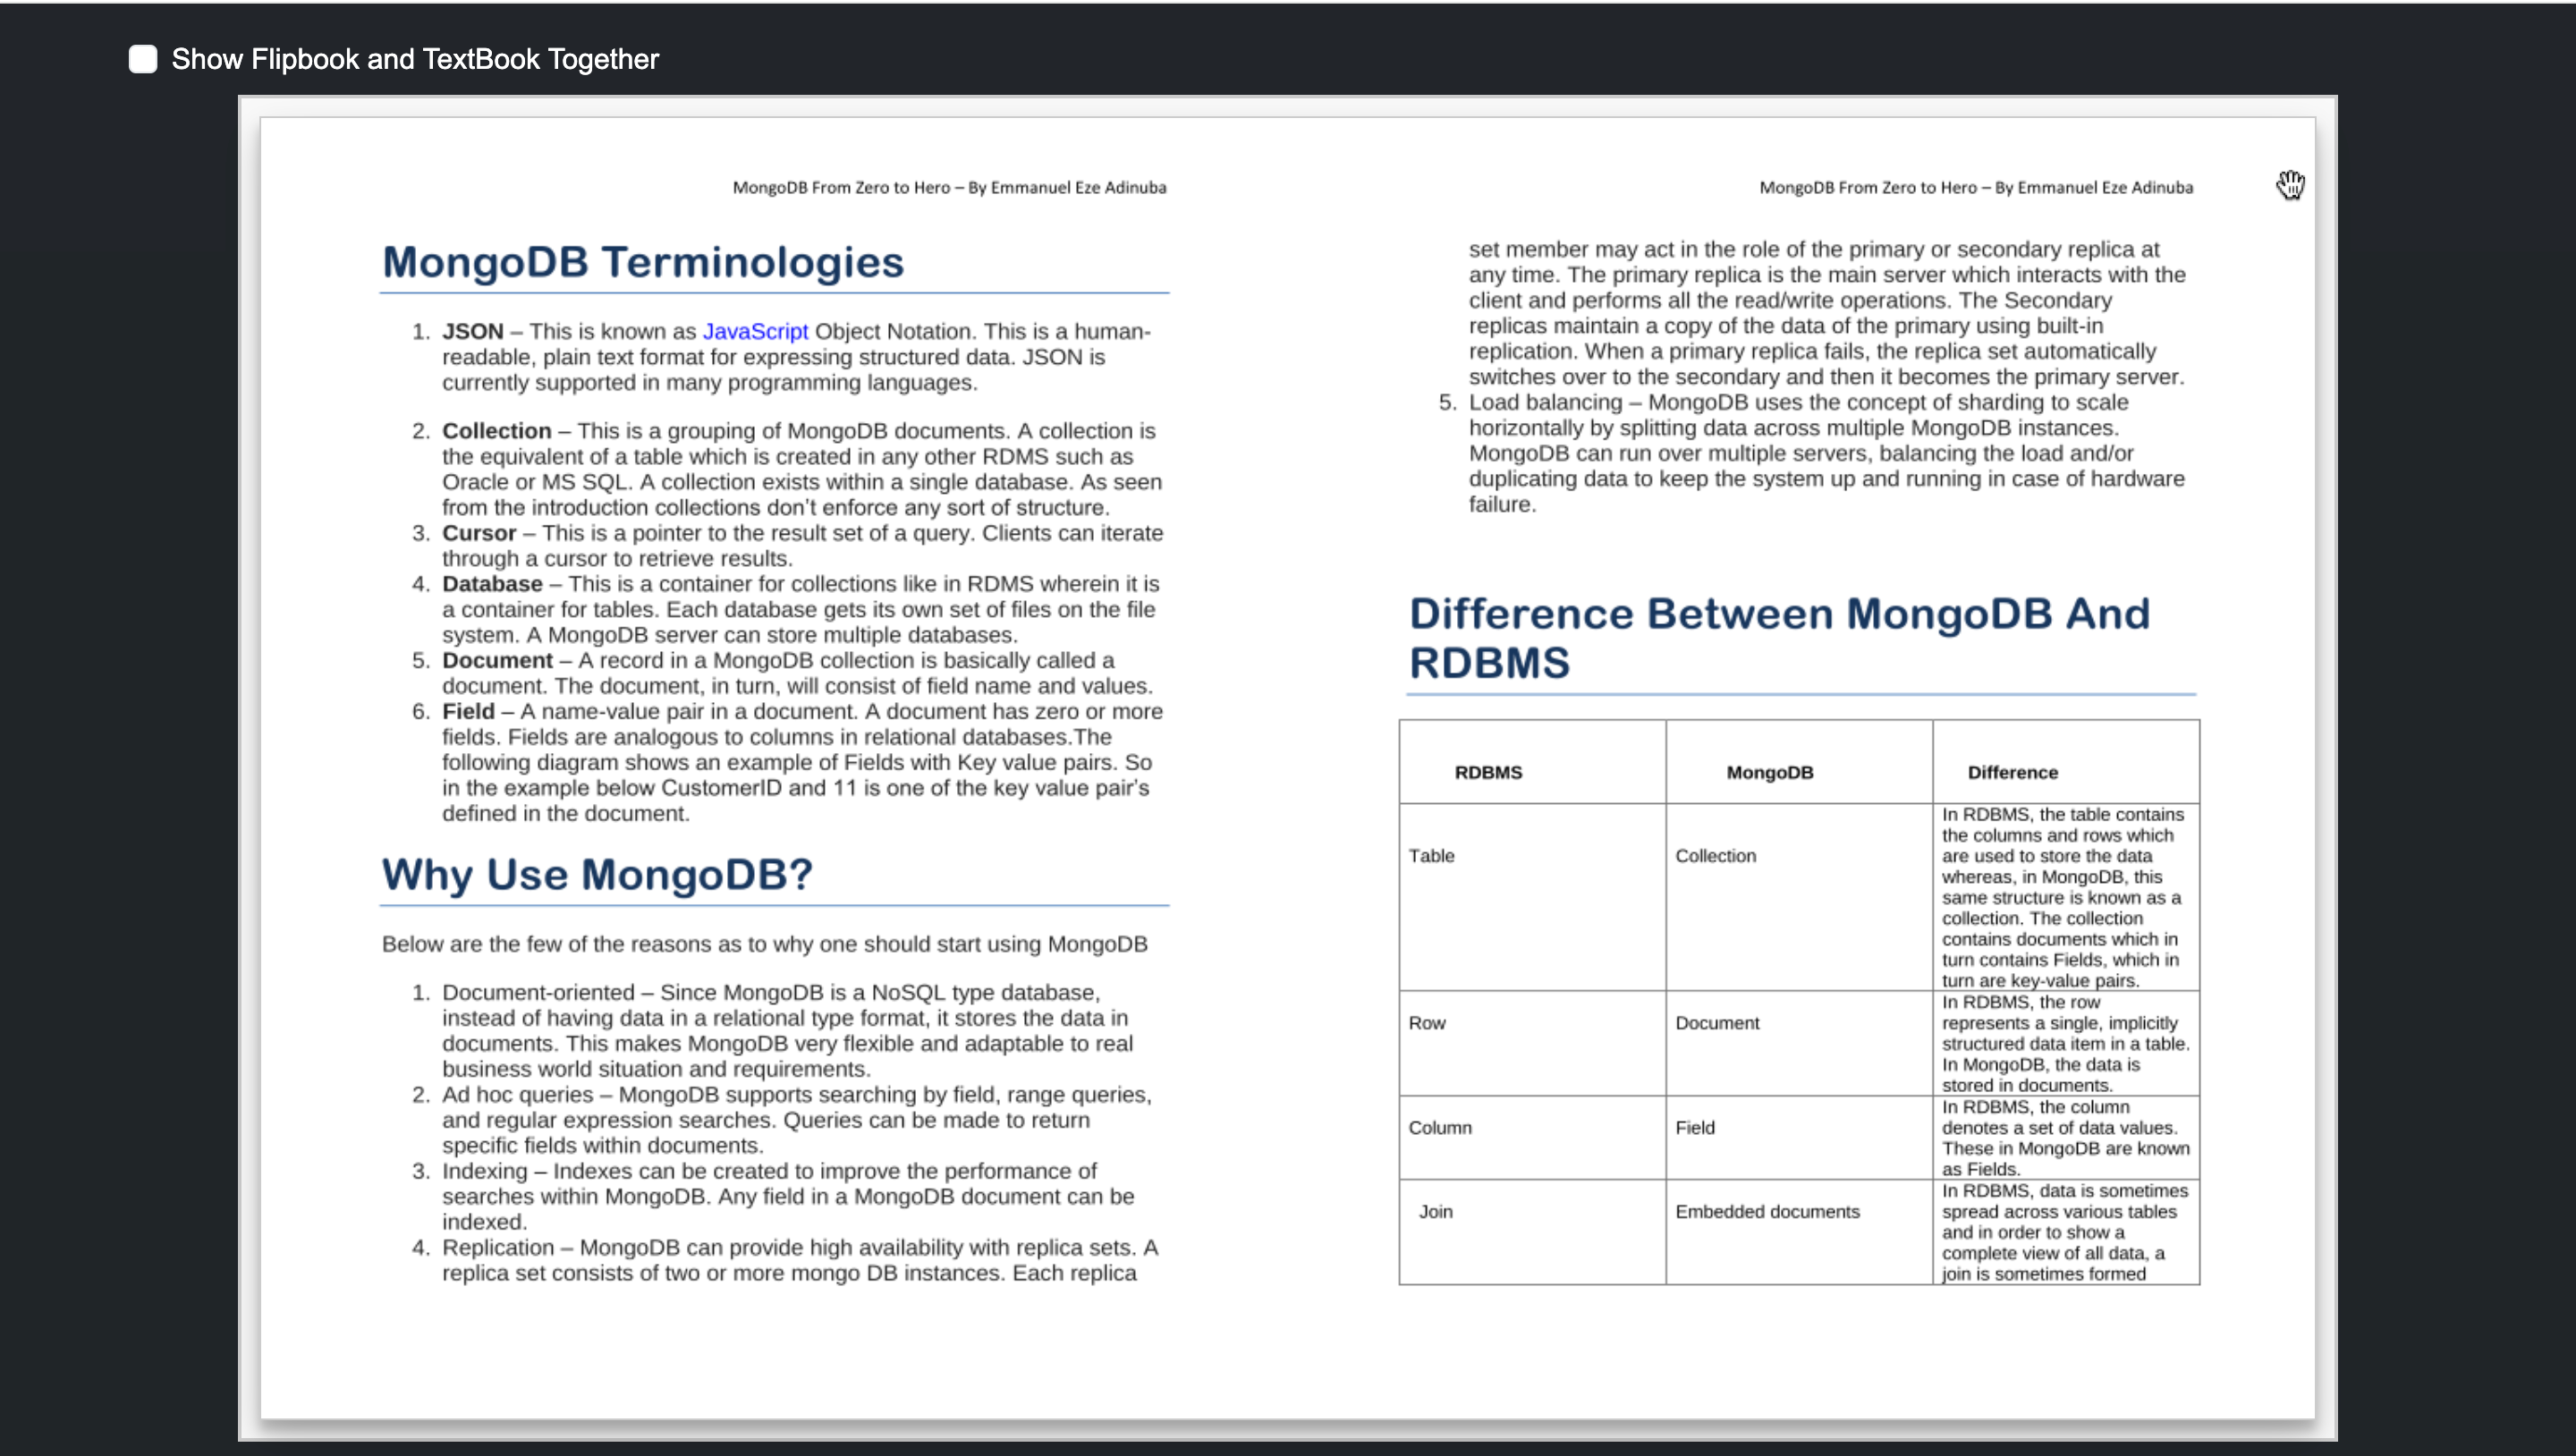 Show Flipbook and TextBook Together
MongoDB From Zero to Hero – By Emmanuel Eze Adinuba
MongoDB Terminologies
1. JSON – This is known as JavaScript Object Notation. This is a human-
readable, plain text format for expressing structured data. JSON is
currently supported in many programming languages.
2. Collection – This is a grouping of MongoDB documents. A collection is
the equivalent of a table which is created in any other RDMS such as
Oracle or MS SQL. A collection exists within a single database. As seen
from the introduction collections don’t enforce any sort of structure.
3. Cursor – This is a pointer to the result set of a query. Clients can iterate
through a cursor to retrieve results.
4. Database – This is a container for collections like in RDMS wherein it is
a container for tables. Each database gets its own set of files on the file
system. A MongoDB server can store multiple databases.
5. Document – A record in a MongoDB collection is basically called a
document. The document, in turn, will consist of field name and values.
6. Field – A name-value pair in a document. A document has zero or more
fields. Fields are analogous to columns in relational databases.The
following diagram shows an example of Fields with Key value pairs. So
in the example below CustomerID and 11 is one of the key value pair’s
defined in the document.
Why Use MongoDB?
Below are the few of the reasons as to why one should start using MongoDB
1. Document-oriented – Since MongoDB is a NoSQL type database,
instead of having data in a relational type format, it stores the data in
documents. This makes MongoDB very flexible and adaptable to real
business world situation and requirements.
2. Ad hoc queries – MongoDB supports searching by field, range queries,
and regular expression searches. Queries can be made to return
specific fields within documents.
3. Indexing – Indexes can be created to improve the performance of
searches within MongoDB. Any field in a MongoDB document can be
indexed.
4. Replication – MongoDB can provide high availability with replica sets. A
replica set consists of two or more mongo DB instances. Each replica
MongoDB From Zero to Hero – By Emmanuel Eze Adinuba
set member may act in the role of the primary or secondary replica at
any time. The primary replica is the main server which interacts with the
client and performs all the read/write operations. The Secondary
replicas maintain a copy of the data of the primary using built-in
replication. When a primary replica fails, the replica set automatically
switches over to the secondary and then it becomes the primary server.
5. Load balancing – MongoDB uses the concept of sharding to scale
horizontally by splitting data across multiple MongoDB instances.
MongoDB can run over multiple servers, balancing the load and/or
duplicating data to keep the system up and running in case of hardware
failure.
Difference Between MongoDB And
RDBMS
RDBMS MongoDB Difference
Table Collection
In RDBMS, the table contains
the columns and rows which
are used to store the data
whereas, in MongoDB, this
same structure is known as a
collection. The collection
contains documents which in
turn contains Fields, which in
turn are key-value pairs.
Row Document
In RDBMS, the row
represents a single, implicitly
structured data item in a table.
In MongoDB, the data is
stored in documents.
Column Field
In RDBMS, the column
denotes a set of data values.
These in MongoDB are known
as Fields.
Join Embedded documents
In RDBMS, data is sometimes
spread across various tables
and in order to show a
complete view of all data, a
join is sometimes formed